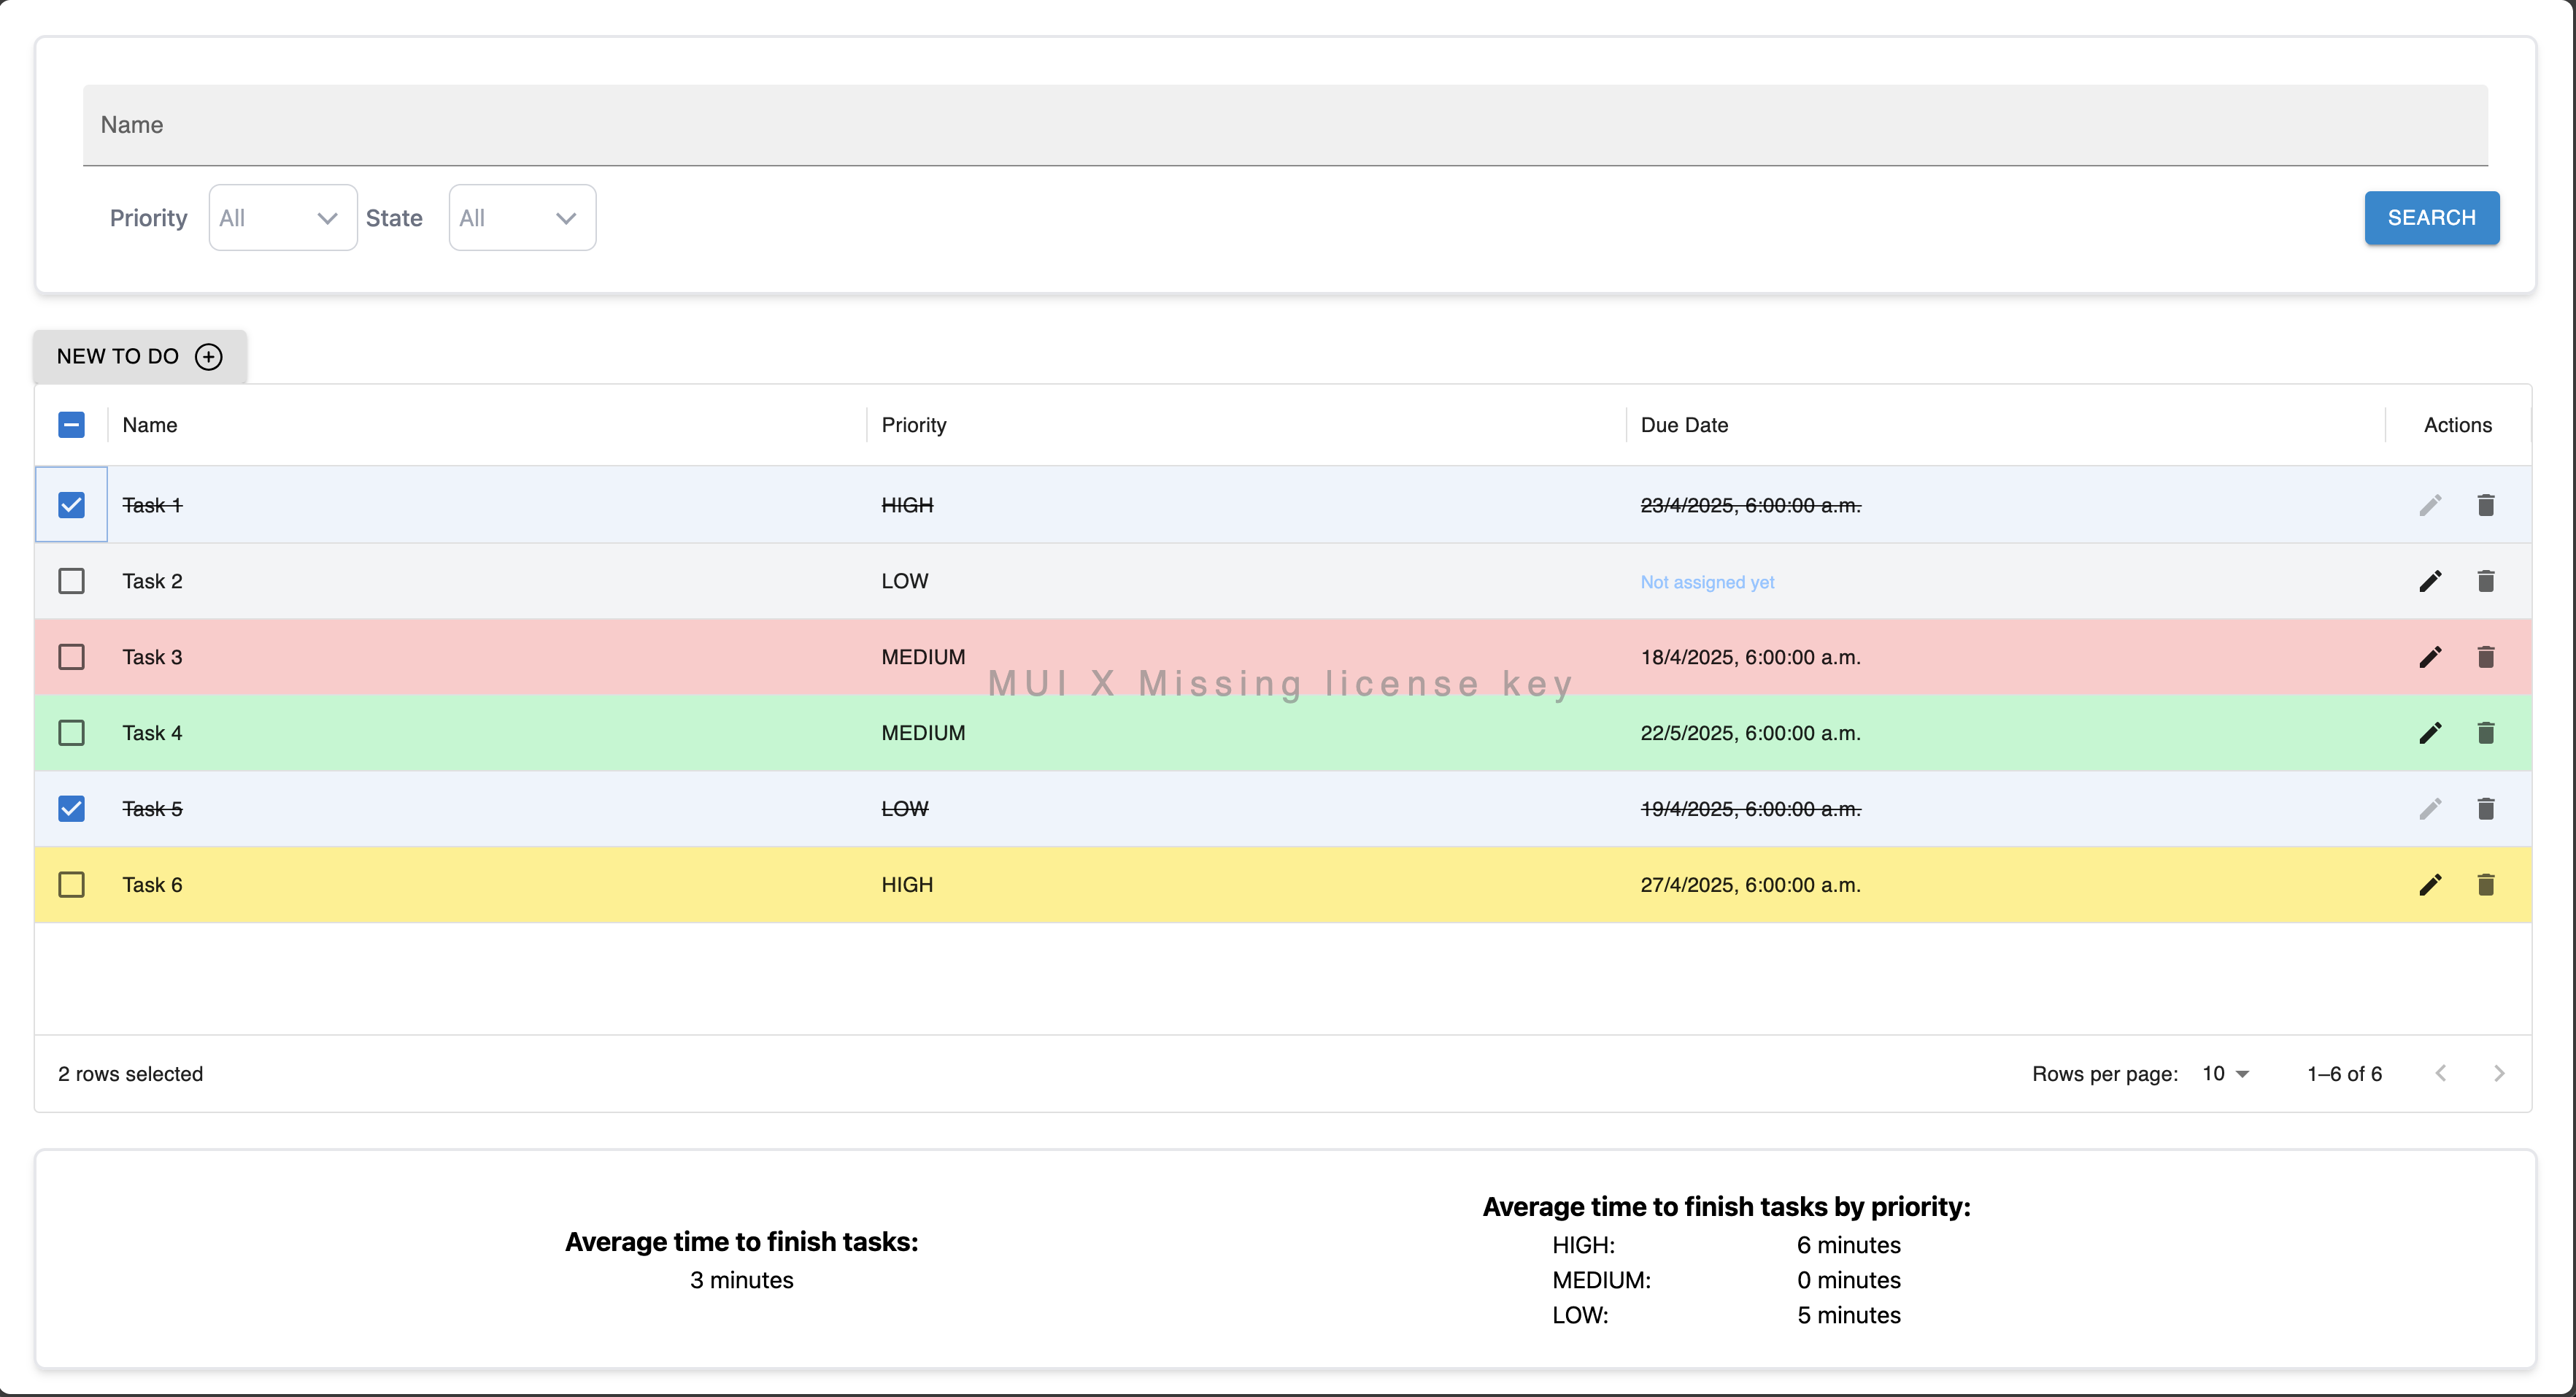 Name
Priority All State All SEARCH
NEW TO DO
Name Priority Due Date Actions
Task 1 HIGH 23/4/2025, 6:00:00 a.m.
Task 2 LOW Not assigned yet
Task 3 MEDIUM 18/4/2025, 6:00:00 a.m.
MUI X Missing license key
Task 4 MEDIUM 22/5/2025, 6:00:00 a.m.
Task 5 LOW 19/4/2025, 6:00:00 a.m.
Task 6 HIGH 27/4/2025, 6:00:00 a.m.
2 rows selected Rows per page: 10 1–6 of 6
Average time to finish tasks:
3 minutes
Average time to finish tasks by priority:
HIGH: 6 minutes
MEDIUM: 0 minutes
LOW: 5 minutes